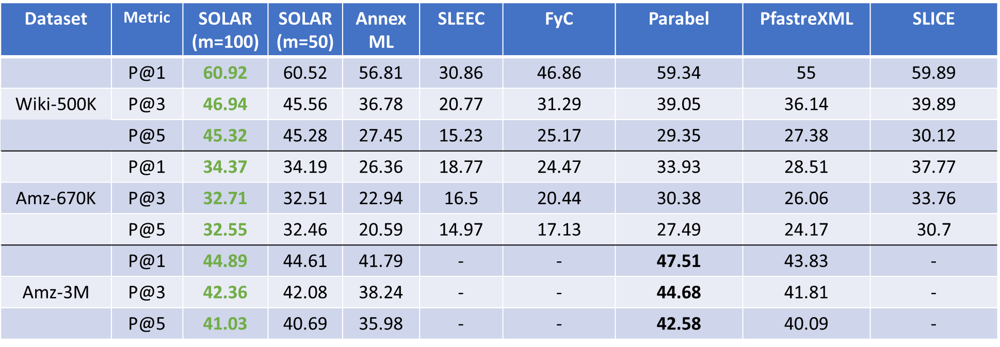 Dataset Metric SOLAR (m=100) SOLAR (m=50) Annex ML SLEEC FyC Parabel PfastreXML SLICE
P@1 60.92 60.52 56.81 30.86 46.86 59.34 55 59.89
Wiki-500K P@3 46.94 45.56 36.78 20.77 31.29 39.05 36.14 39.89
P@5 45.32 45.28 27.45 15.23 25.17 29.35 27.38 30.12
P@1 34.37 34.19 26.36 18.77 24.47 33.93 28.51 37.77
Amz-670K P@3 32.71 32.51 22.94 16.5 20.44 30.38 26.06 33.76
P@5 32.55 32.46 20.59 14.97 17.13 27.49 24.17 30.7
P@1 44.89 44.61 41.79 - - 47.51 43.83 -
Amz-3M P@3 42.36 42.08 38.24 - - 44.68 41.81 -
P@5 41.03 40.69 35.98 - - 42.58 40.09 -